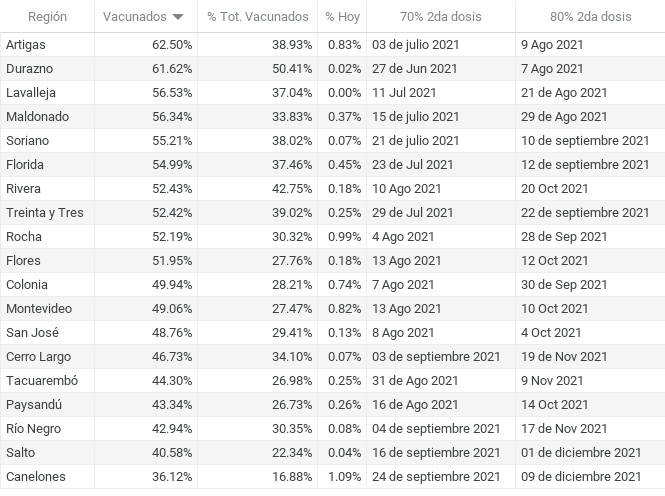 Región Vacunados % Tot. Vacunados % Hoy 70% 2da dosis 80% 2da dosis
Artigas 62.50% 38.93% 0.83% 03 de julio 2021 9 Ago 2021
Durazno 61.62% 50.41% 0.02% 27 de Jun 2021 7 Ago 2021
Lavalleja 56.53% 37.04% 0.00% 11 Jul 2021 21 de Ago 2021
Maldonado 56.34% 33.83% 0.37% 15 de julio 2021 29 de Ago 2021
Soriano 55.21% 38.02% 0.07% 21 de julio 2021 10 de septiembre 2021
Florida 54.99% 37.46% 0.45% 23 de Jul 2021 12 de septiembre 2021
Rivera 52.43% 42.75% 0.18% 10 Ago 2021 20 Oct 2021
Treinta y Tres 52.42% 39.02% 0.25% 29 de Jul 2021 22 de septiembre 2021
Rocha 52.19% 30.32% 0.99% 4 Ago 2021 28 de Sep 2021
Flores 51.95% 27.76% 0.18% 13 Ago 2021 12 Oct 2021
Colonia 49.94% 28.21% 0.74% 7 Ago 2021 30 de Sep 2021
Montevideo 49.06% 27.47% 0.82% 13 Ago 2021 10 Oct 2021
San José 48.76% 29.41% 0.13% 8 Ago 2021 4 Oct 2021
Cerro Largo 46.73% 34.10% 0.07% 03 de septiembre 2021 19 de Nov 2021
Tacuarembó 44.30% 26.98% 0.25% 31 de Ago 2021 9 Nov 2021
Paysandú 43.34% 26.73% 0.26% 16 de Ago 2021 14 Oct 2021
Río Negro 42.94% 30.35% 0.08% 04 de septiembre 2021 17 de Nov 2021
Salto 40.58% 22.34% 0.04% 16 de septiembre 2021 01 de diciembre 2021
Canelones 36.12% 16.88% 1.09% 24 de septiembre 2021 09 de diciembre 2021